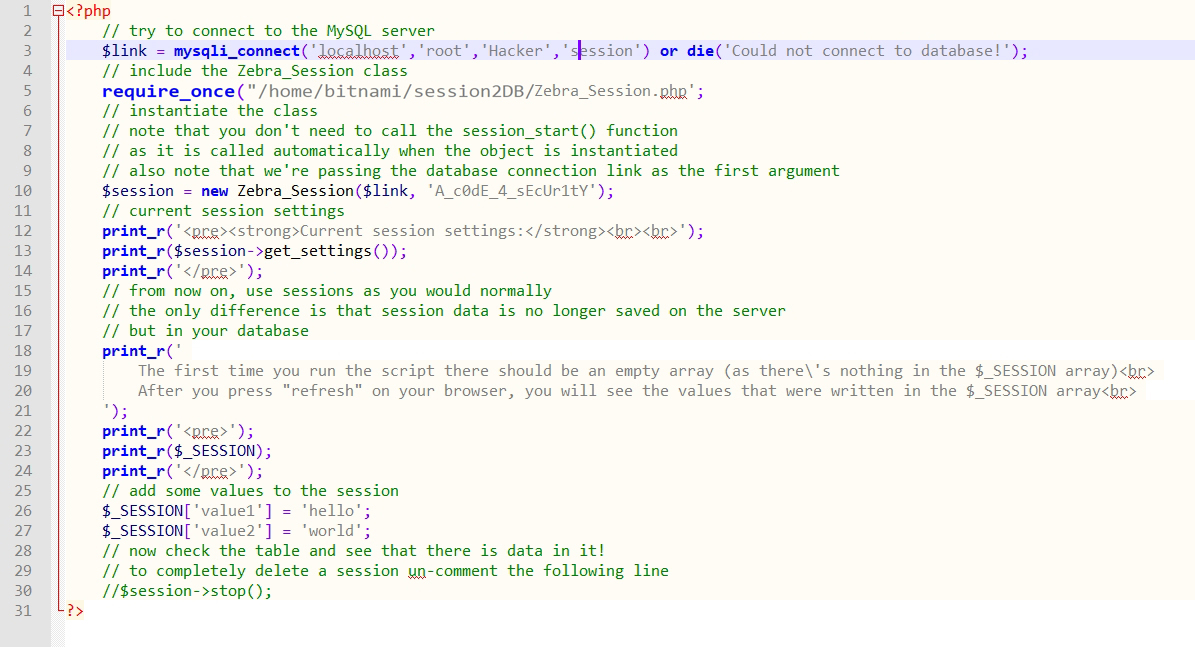 1 <?php
2 // try to connect to the MySQL server
3 $link = mysqli_connect('localhost','root','Hacker','session') or die('Could not connect to database!');
4 // include the Zebra_Session class
5 require_once("/home/bitnami/session2DB/Zebra_Session.php';
6 // instantiate the class
7 // note that you don't need to call the session_start() function
8 // as it is called automatically when the object is instantiated
9 // also note that we're passing the database connection link as the first argument
10 $session = new Zebra_Session($link, 'A_c0dE_4_sEcUr1tY');
11 // current session settings
12 print_r('<pre><strong>Current session settings:</strong><br><br>');
13 print_r($session->get_settings());
14 print_r('</pre>');
15 // from now on, use sessions as you would normally
16 // the only difference is that session data is no longer saved on the server
17 // but in your database
18 print_r('
19 The first time you run the script there should be an empty array (as there\'s nothing in the $_SESSION array)<br>
20 After you press "refresh" on your browser, you will see the values that were written in the $_SESSION array<br>
21 ');
22 print_r('<pre>');
23 print_r($_SESSION);
24 print_r('</pre>');
25 // add some values to the session
26 $_SESSION['value1'] = 'hello';
27 $_SESSION['value2'] = 'world';
28 // now check the table and see that there is data in it!
29 // to completely delete a session un-comment the following line
30 //$session->stop();
31 ?>